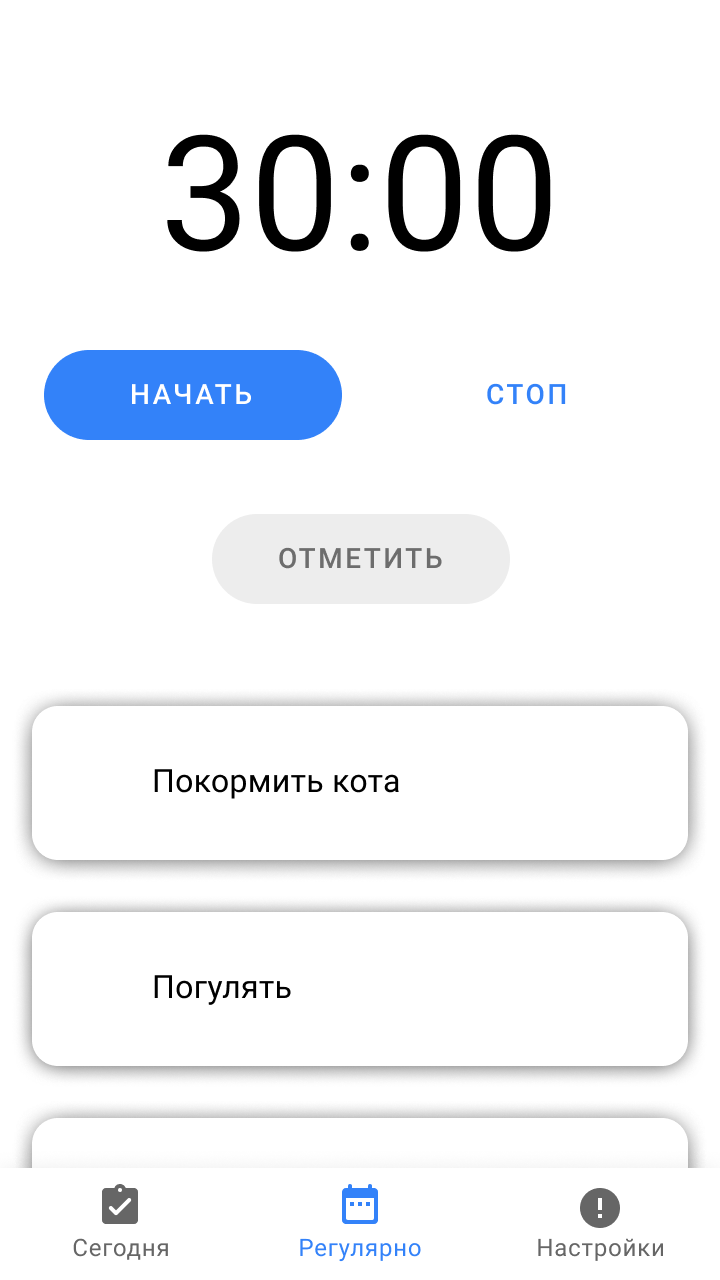 30:00
НАЧАТЬ
СТОП
ОТМЕТИТЬ
Покормить кота
Погулять
Сегодня
Регулярно
Настройки